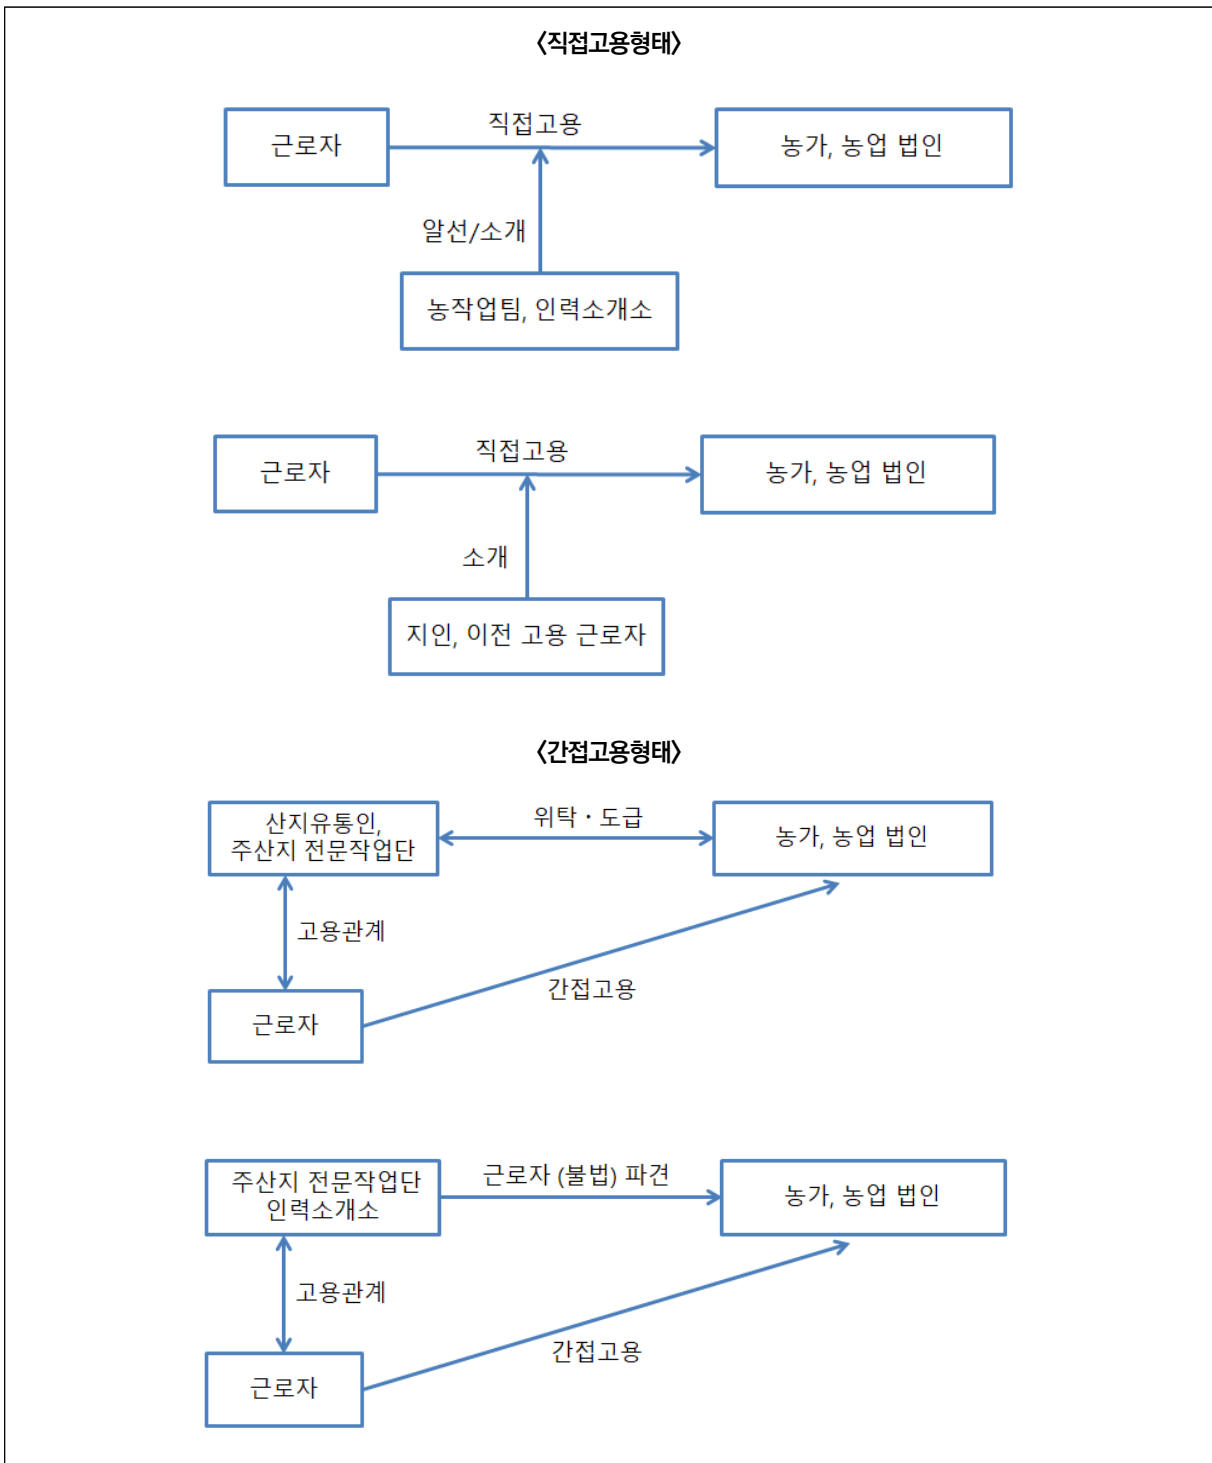 〈직접고용형태〉
근로자
직접고용
농가, 농업 법인
알선/소개
농작업팀, 인력소개소
근로자
직접고용
농가, 농업 법인
소개
지인, 이전 고용 근로자
〈간접고용형태〉
산지유통인,
주산지 전문작업단
위탁・도급
농가, 농업 법인
고용관계
간접고용
근로자
주산지 전문작업단
인력소개소
근로자 (불법) 파견
농가, 농업 법인
고용관계
간접고용
근로자